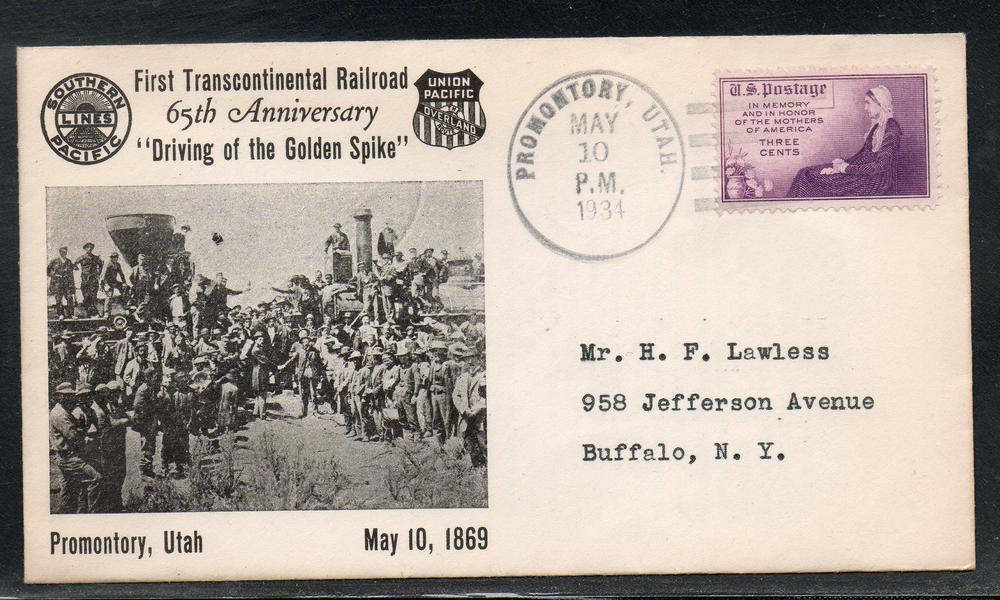 SOUTHERN
LINES
PACIFIC
First Transcontinental Railroad
65th Anniversary
"Driving of the Golden Spike"
UNION
PACIFIC
THE
OVERLAND
ROUTE
PROMONTORY, UTAH.
MAY
10
P.M.
1934
U.S. Postage
IN MEMORY
AND IN HONOR
OF THE MOTHERS
OF AMERICA
THREE
CENTS
Mr. H. F. Lawless
958 Jefferson Avenue
Buffalo, N. Y.
Promontory, Utah
May 10, 1869